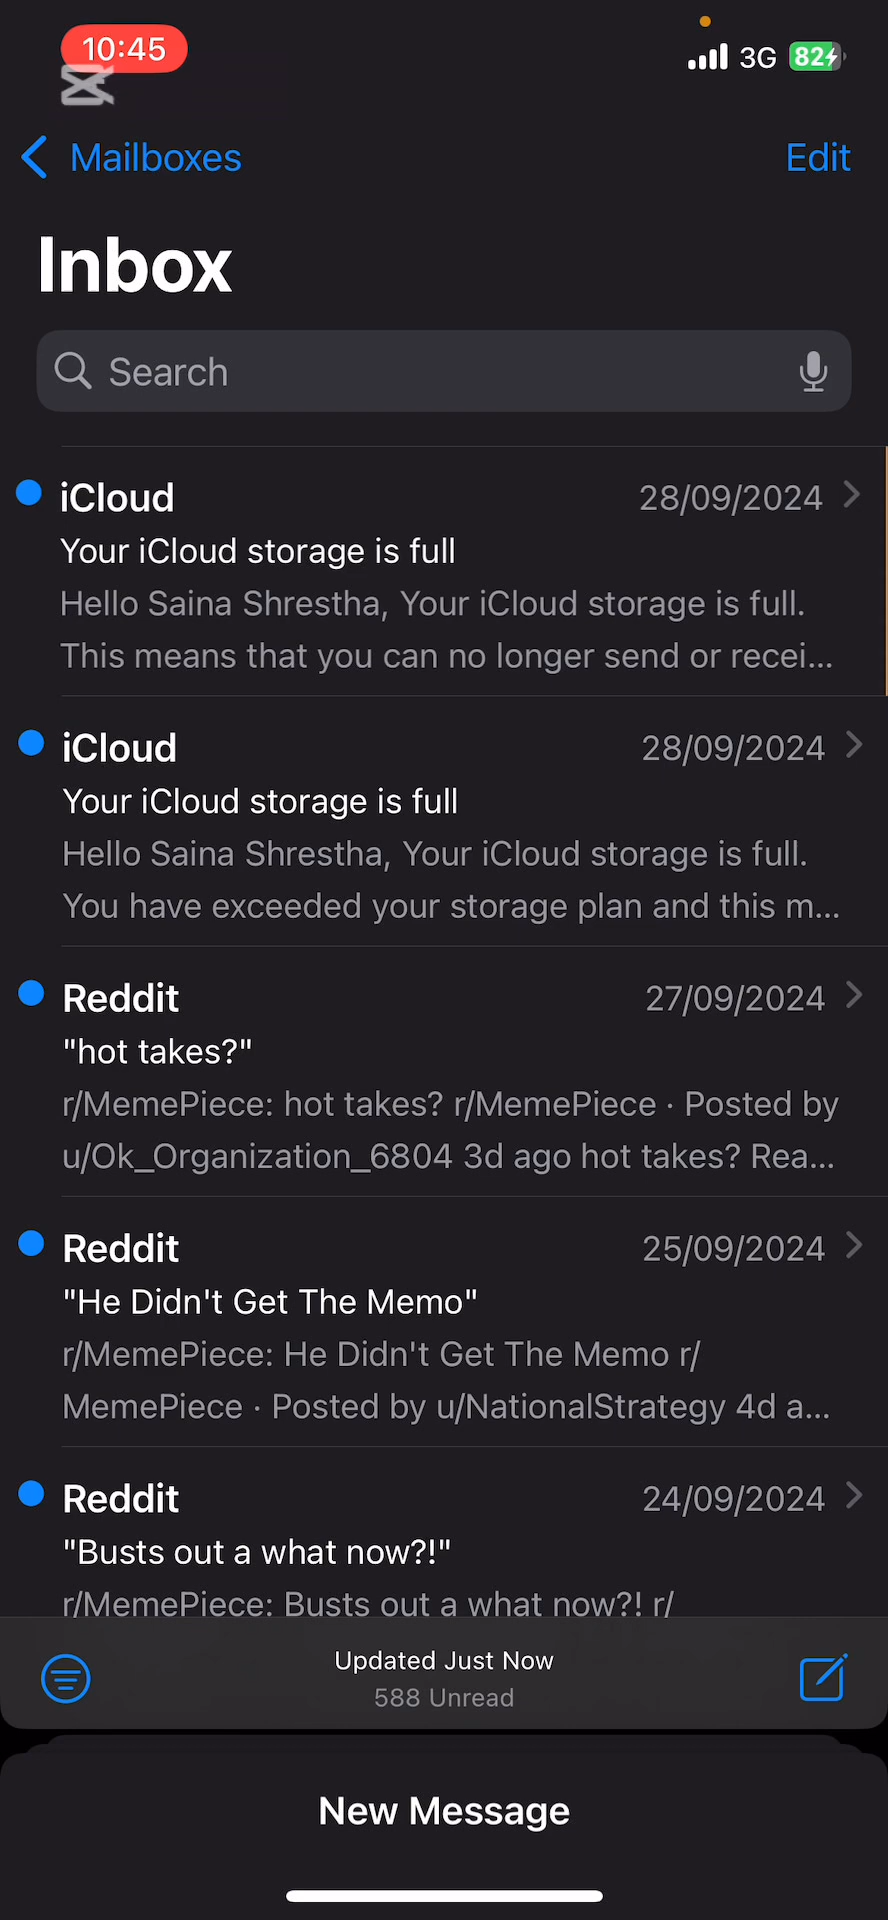 10:45
3G
82
Mailboxes
Edit
Inbox
Search
iCloud
28/09/2024
Your iCloud storage is full
Hello Saina Shrestha, Your iCloud storage is full.
This means that you can no longer send or recei...
iCloud
28/09/2024
Your iCloud storage is full
Hello Saina Shrestha, Your iCloud storage is full.
You have exceeded your storage plan and this m...
Reddit
27/09/2024
"hot takes?"
r/MemePiece: hot takes? r/MemePiece · Posted by
u/Ok_Organization_6804 3d ago hot takes? Rea...
Reddit
25/09/2024
"He Didn't Get The Memo"
r/MemePiece: He Didn't Get The Memo r/
MemePiece · Posted by u/NationalStrategy 4d a...
Reddit
24/09/2024
"Busts out a what now?!"
r/MemePiece: Busts out a what now?! r/
Updated Just Now
588 Unread
New Message